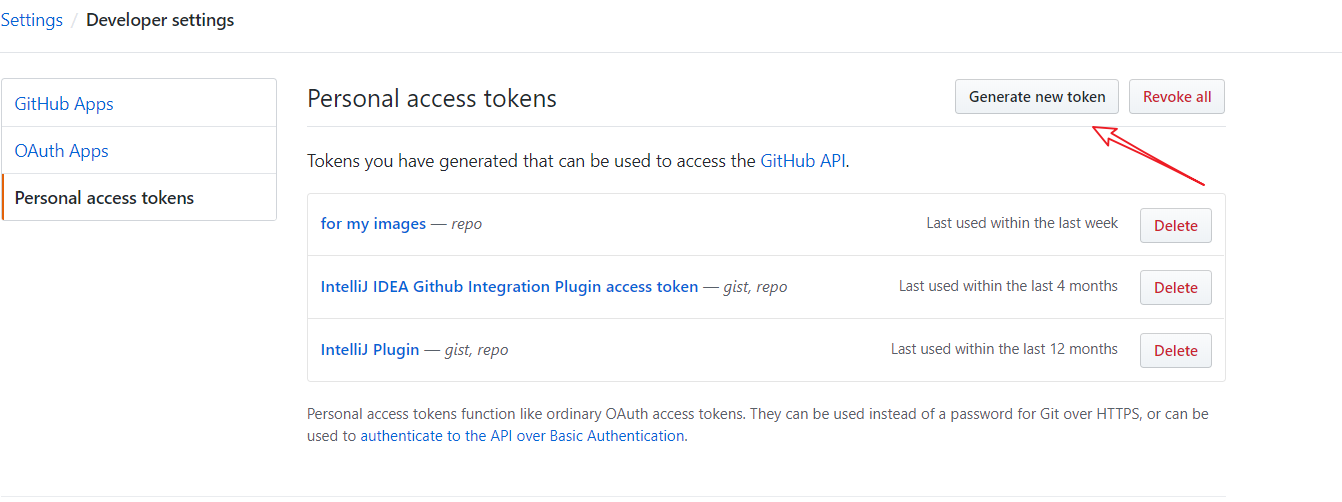 Settings / Developer settings
GitHub Apps
OAuth Apps
Personal access tokens
Personal access tokens
Generate new token
Revoke all
Tokens you have generated that can be used to access the GitHub API.
for my images — repo
Last used within the last week
Delete
IntelliJ IDEA Github Integration Plugin access token — gist, repo
Last used within the last 4 months
Delete
IntelliJ Plugin — gist, repo
Last used within the last 12 months
Delete
Personal access tokens function like ordinary OAuth access tokens. They can be used instead of a password for Git over HTTPS, or can be
used to authenticate to the API over Basic Authentication.